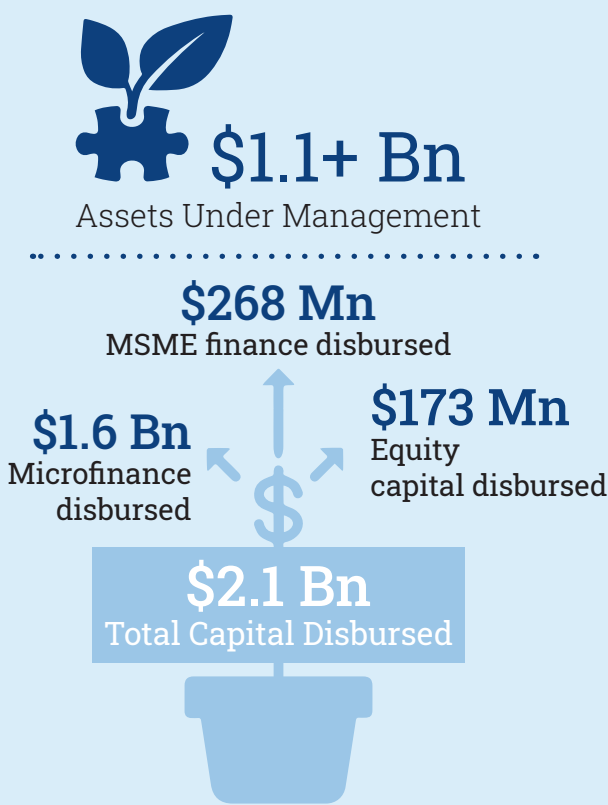 $1.1+ Bn
Assets Under Management
$268 Mn
MSME finance disbursed
$1.6 Bn
Microfinance
disbursed
$173 Mn
Equity
capital disbursed
$
$2.1 Bn
Total Capital Disbursed